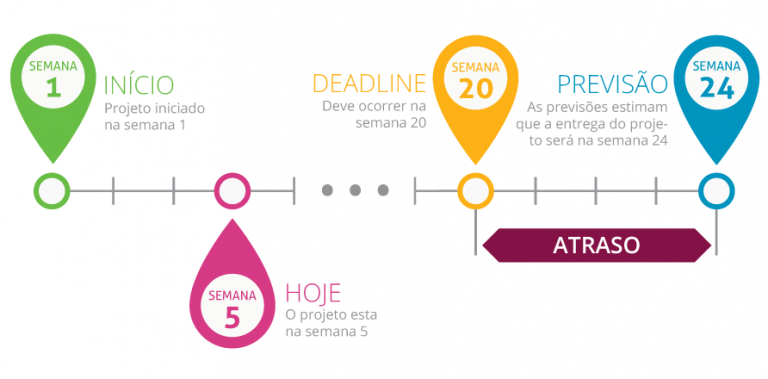 SEMANA
1
INÍCIO
Projeto iniciado
na semana 1
DEADLINE
Deve ocorrer na
semana 20
SEMANA
20
PREVISÃO
As previsões estimam
que a entrega do proje-
to será na semana 24
SEMANA
24
ATRASO
SEMANA
5
HOJE
O projeto esta
na semana 5